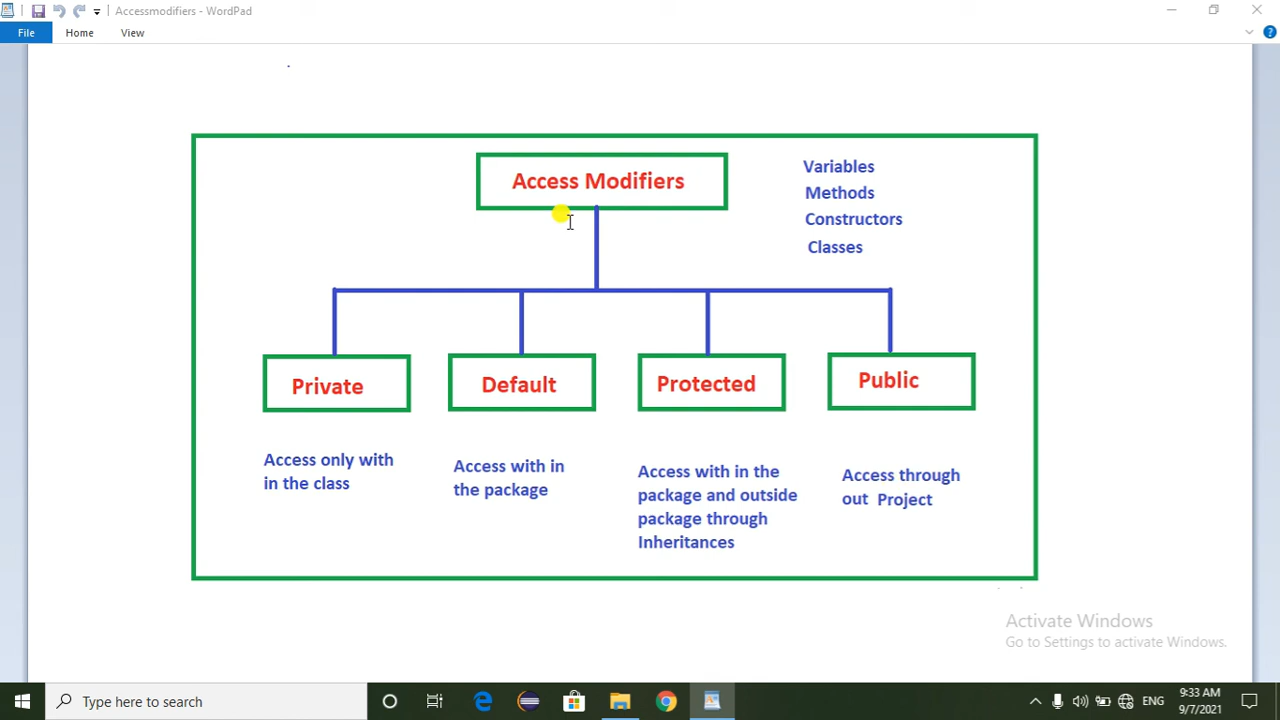 Accessmodifiers - WordPad
File Home View
Access Modifiers
Variables
Methods
Constructors
Classes
Private
Default
Protected
Public
Access only with
in the class
Access with in
the package
Access with in the
package and outside
package through
Inheritances
Access through
out Project
Activate Windows
Go to Settings to activate Windows.
Type here to search
ENG
9:33 AM
9/7/2021